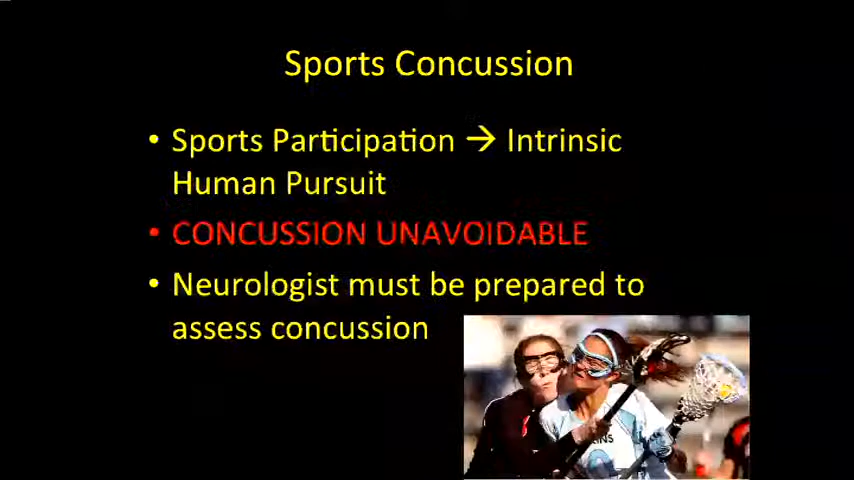 Sports Concussion
• Sports Participation → Intrinsic
Human Pursuit
• CONCUSSION UNAVOIDABLE
• Neurologist must be prepared to
assess concussion